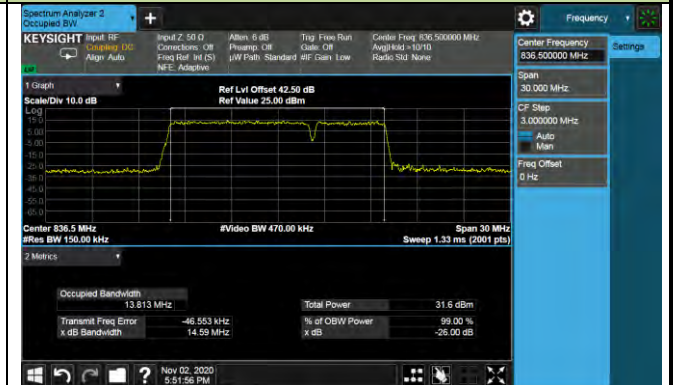 Spectrum Analyzer 2
Occupied BW
+
Frequency
KEYSIGHT
Input: RF
Coupling: DC
Align: Auto
Input Z: 50 Ω
Corrections: Off
Freq Ref: Int (S)
NFE: Adaptive
Atten: 6 dB
Preamp: Off
µW Path: Standard
Trig: Free Run
Gate: Off
#IF Gain: Low
Center Freq: 836.500000 MHz
Avg|Hold:>10/10
Radio Std: None
Center Frequency
836.500000 MHz
Settings
Span
30.000 MHz
CF Step
3.000000 MHz
Auto
Man
Freq Offset
0 Hz
1 Graph
Scale/Div 10.0 dB
Ref Lvl Offset 42.50 dB
Ref Value 25.00 dBm
Log
15.0
5.00
-5.00
-15.0
-25.0
-35.0
-45.0
-55.0
-65.0
Center 836.5 MHz
#Video BW 470.00 kHz
Span 30 MHz
#Res BW 150.00 kHz
Sweep 1.33 ms (2001 pts)
2 Metrics
Occupied Bandwidth
13.813 MHz
Total Power
31.6 dBm
Transmit Freq Error
-46.553 kHz
% of OBW Power
99.00 %
x dB Bandwidth
14.59 MHz
x dB
-26.00 dB
?
Nov 02, 2020
5:51:56 PM